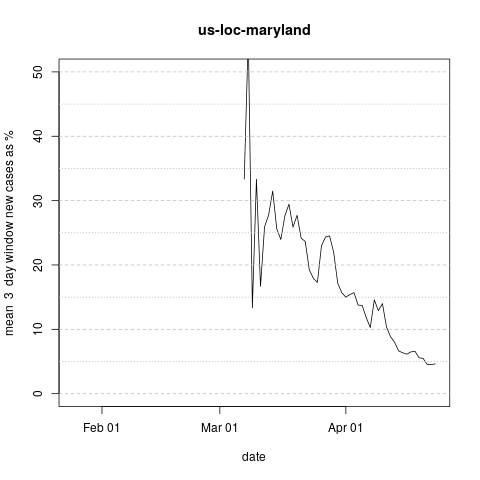 us-loc-maryland
mean 3 day window new cases as %
50
40
30
20
10
0
Feb 01
Mar 01
Apr 01
date